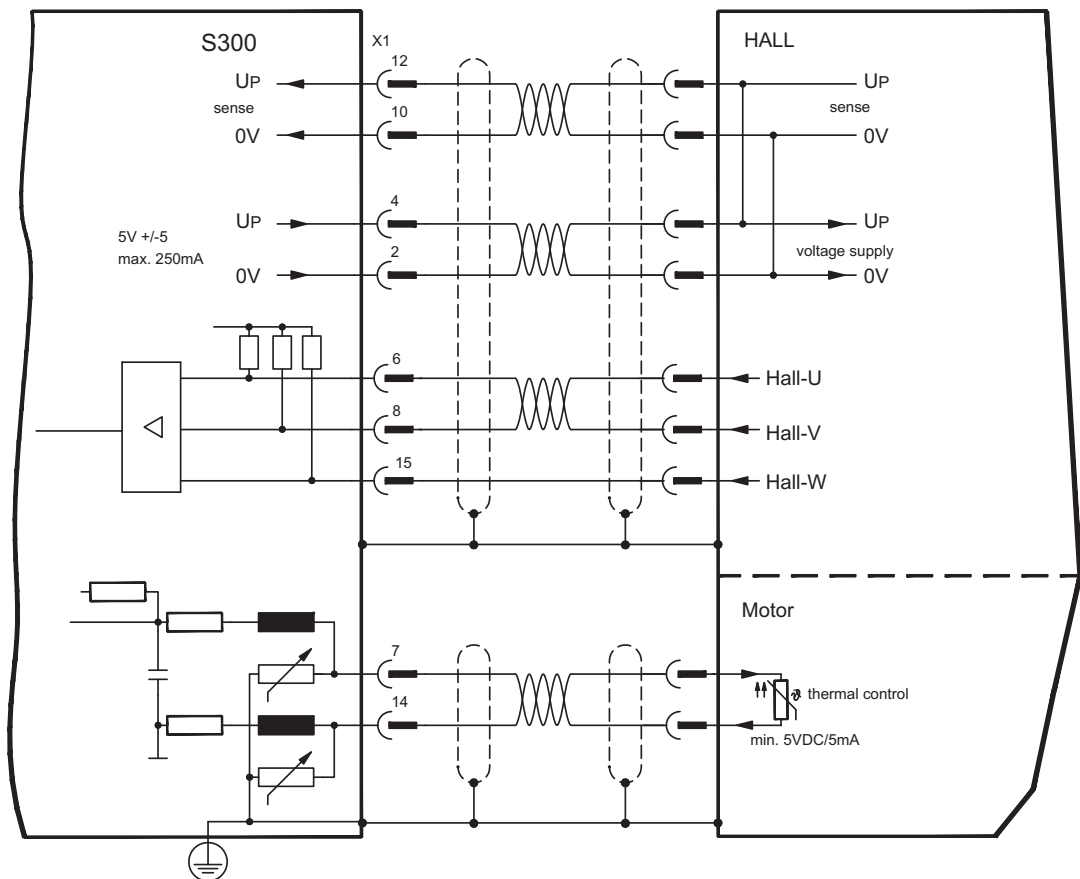 S300
X1
HALL
12
UP
UP
sense
sense
10
0V
0V
4
UP
UP
5V +/-5
max. 250mA
voltage supply
2
0V
0V
6
Hall-U
8
Hall-V
15
Hall-W
Motor
7
thermal control
14
min. 5VDC/5mA